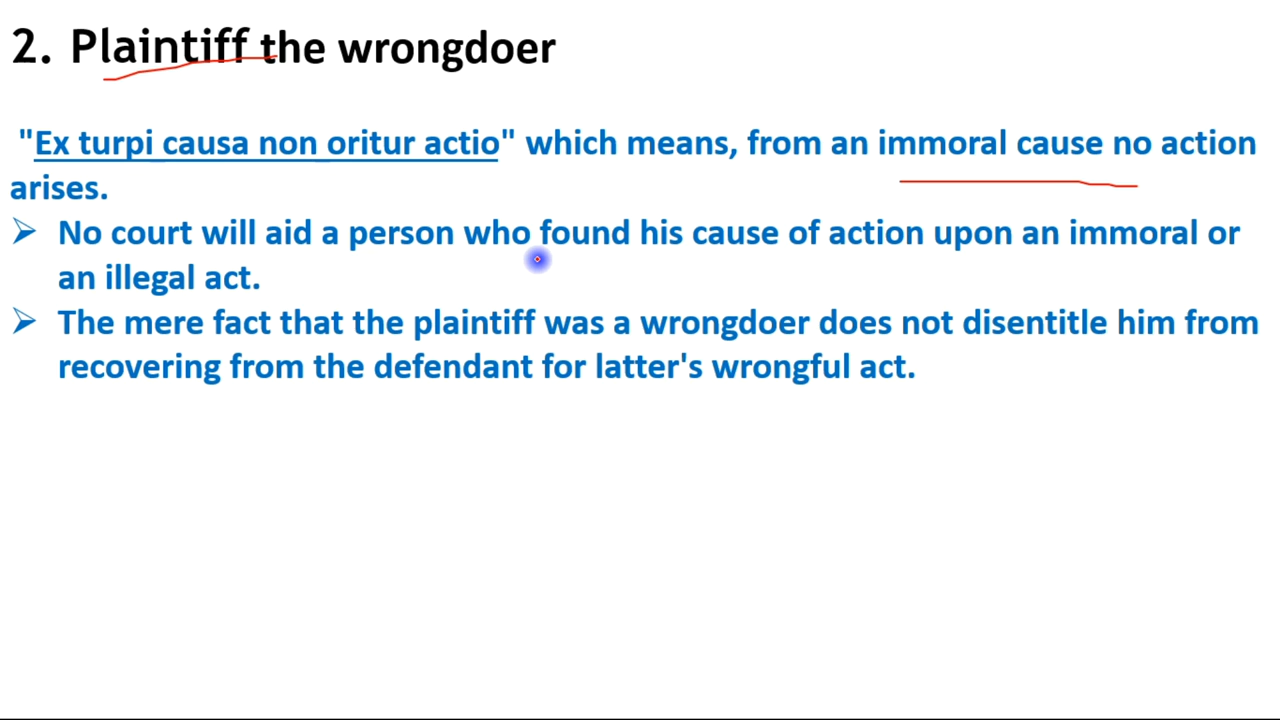 2. Plaintiff the wrongdoer
"Ex turpi causa non oritur actio" which means, from an immoral cause no action
arises.
➢ No court will aid a person who found his cause of action upon an immoral or
an illegal act.
➢ The mere fact that the plaintiff was a wrongdoer does not disentitle him from
recovering from the defendant for latter's wrongful act.